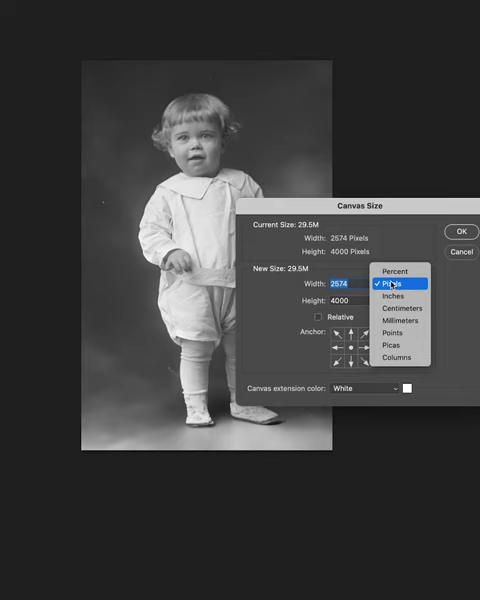 Canvas Size
Current Size: 29.5M
Width: 2574 Pixels
Height: 4000 Pixels
OK
Cancel
New Size: 29.5M
Width: 2574
Height: 4000
Percent
✓ Pixels
Inches
Centimeters
Millimeters
Points
Picas
Columns
Relative
Anchor:
Canvas extension color: White